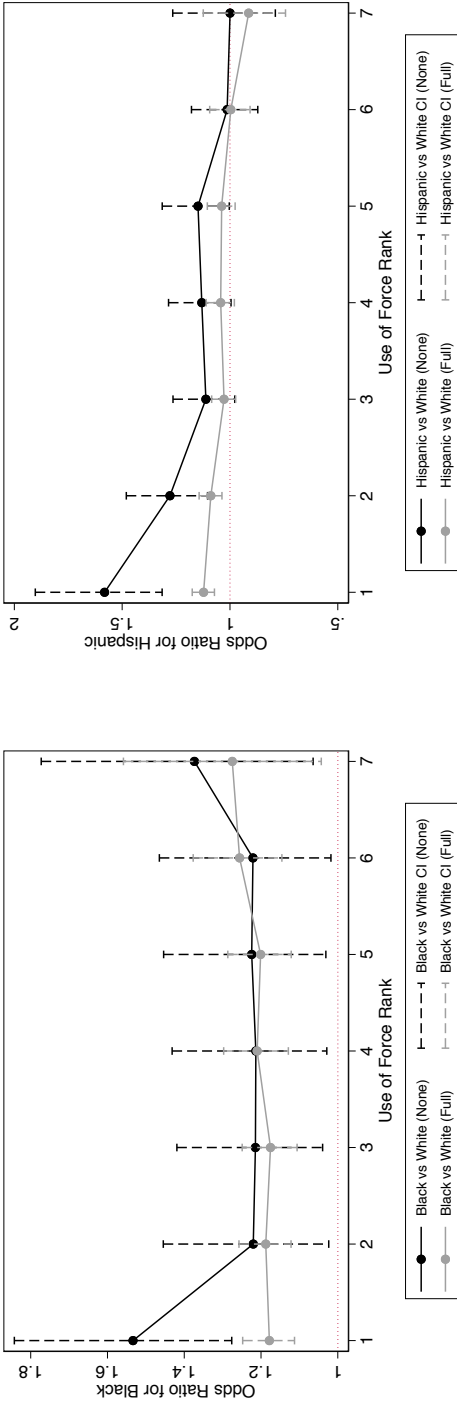 Odds Ratio for Black
1.8
1.6
1.4
1.2
1
1 2 3 4 5 6 7
Use of Force Rank
Black vs White (None) Black vs White CI (None)
Black vs White (Full) Black vs White CI (Full)
Odds Ratio for Hispanic
2
1.5
1
.5
1 2 3 4 5 6 7
Use of Force Rank
Hispanic vs White (None) Hispanic vs White CI (None)
Hispanic vs White (Full) Hispanic vs White CI (Full)